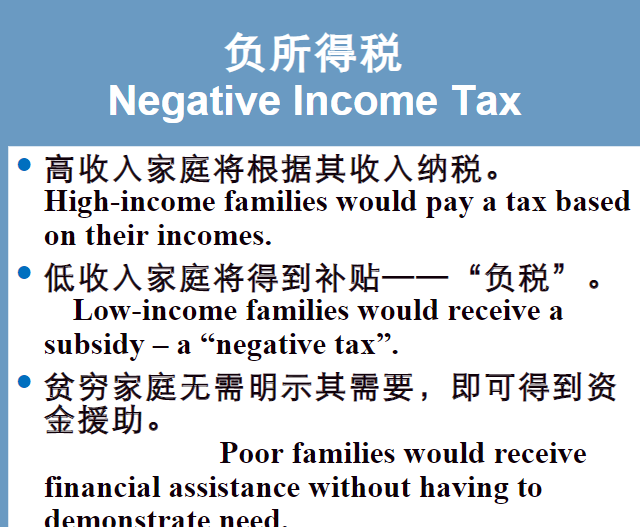 负所得税
Negative Income Tax
• 高收入家庭将根据其收入纳税。
High-income families would pay a tax based
on their incomes.
• 低收入家庭将得到补贴——“负税”。
Low-income families would receive a
subsidy – a “negative tax”.
• 贫穷家庭无需明示其需要，即可得到资
金援助。
Poor families would receive
financial assistance without having to
demonstrate need.